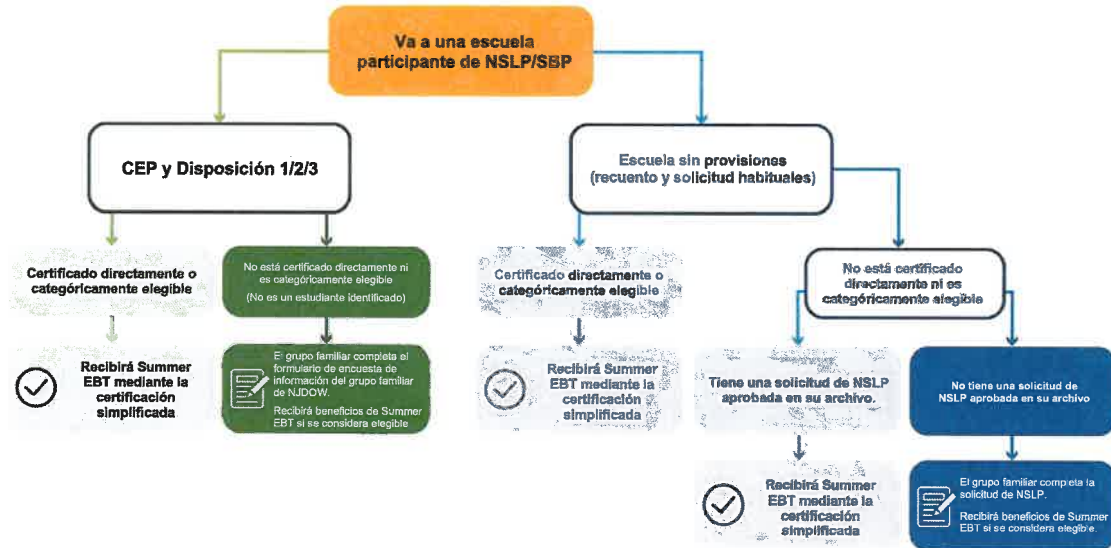 Va a una escuela
participante de NSLP/SBP
CEP y Disposición 1/2/3
Escuela sin provisiones
(recuento y solicitud habituales)
Certificado directamente o
categóricamente elegible
No está certificado directamente ni
es categóricamente elegible
(No es un estudiante identificado)
Certificado directamente o
categóricamente elegible
No está certificado
directamente ni es
categóricamente elegible
Recibirá Summer
EBT mediante la
certificación
simplificada
El grupo familiar completa el
formulario de encuesta de
información del grupo familiar
de NJDOW.
Recibirá beneficios de Summer
EBT si se considera elegible
Recibirá Summer
EBT mediante la
certificación
simplificada
Tiene una solicitud de NSLP
aprobada en su archivo.
No tiene una solicitud de
NSLP aprobada en su archivo
Recibirá Summer
EBT mediante la
certificación
simplificada
El grupo familiar completa la
solicitud de NSLP.
Recibirá beneficios de Summer
EBT si se considera elegible.